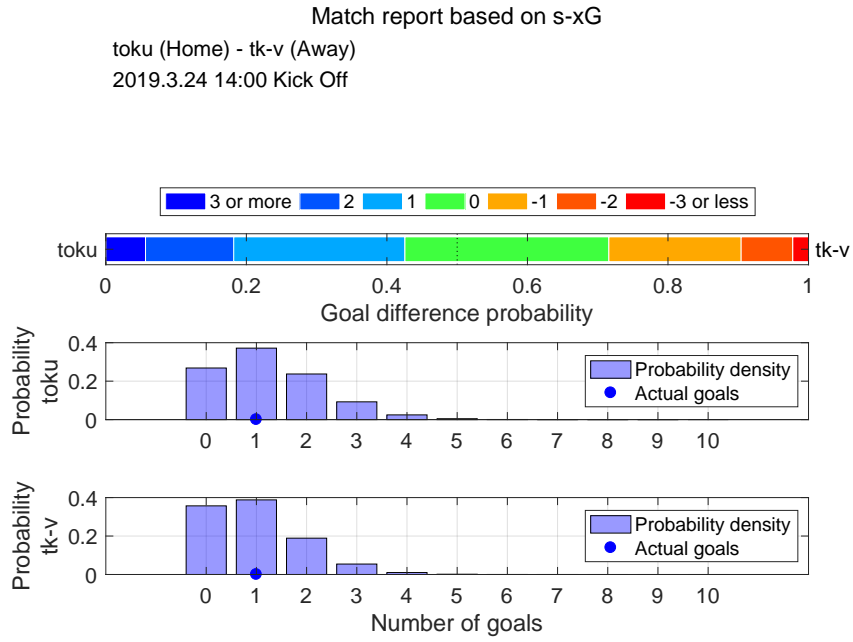 Match report based on s-xG
toku (Home) - tk-v (Away)
2019.3.24 14:00 Kick Off
3 or more 2 1 0 -1 -2 -3 or less
toku tk-v
0 0.2 0.4 0.6 0.8 1
Goal difference probability
Probability
toku
0.4
0.2
0
Probability density
Actual goals
0 1 2 3 4 5 6 7 8 9 10
Probability
tk-v
0.4
0.2
0
Probability density
Actual goals
0 1 2 3 4 5 6 7 8 9 10
Number of goals